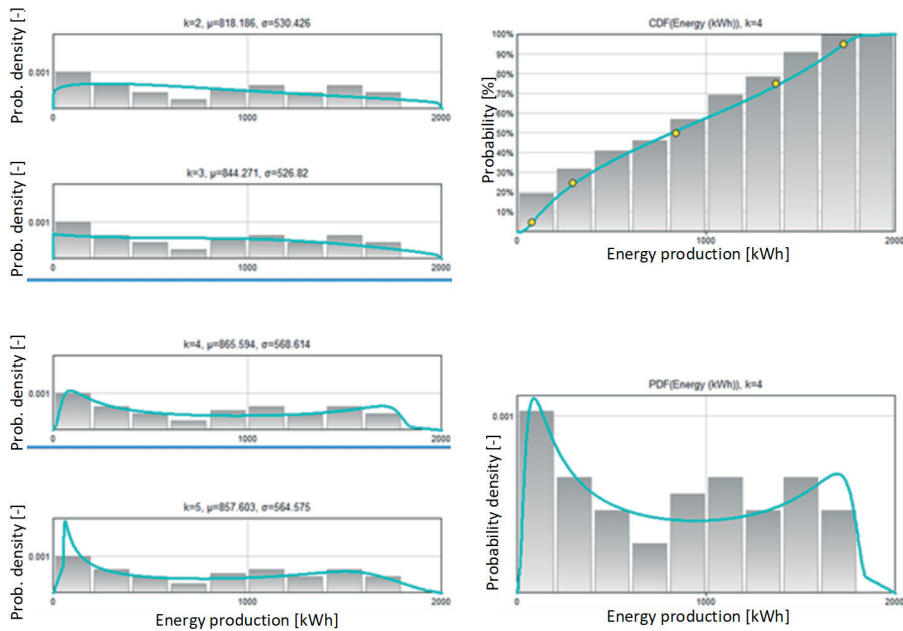 Prob. density [-]
k=2, μ=818.186, σ=530.426
0.001
0
1000
2000
Prob. density [-]
k=3, μ=844.271, σ=526.82
0.001
0
1000
2000
Prob. density [-]
k=4, μ=865.594, σ=568.614
0.001
0
1000
2000
Prob. density [-]
k=5, μ=857.603, σ=564.575
0.001
0
1000
2000
Energy production [kWh]
CDF(Energy (kWh)), k=4
Probability [%]
100%
90%
80%
70%
60%
50%
40%
30%
20%
10%
0
1000
2000
Energy production [kWh]
PDF(Energy (kWh)), k=4
Probability density [-]
0.001
0
1000
2000
Energy production [kWh]